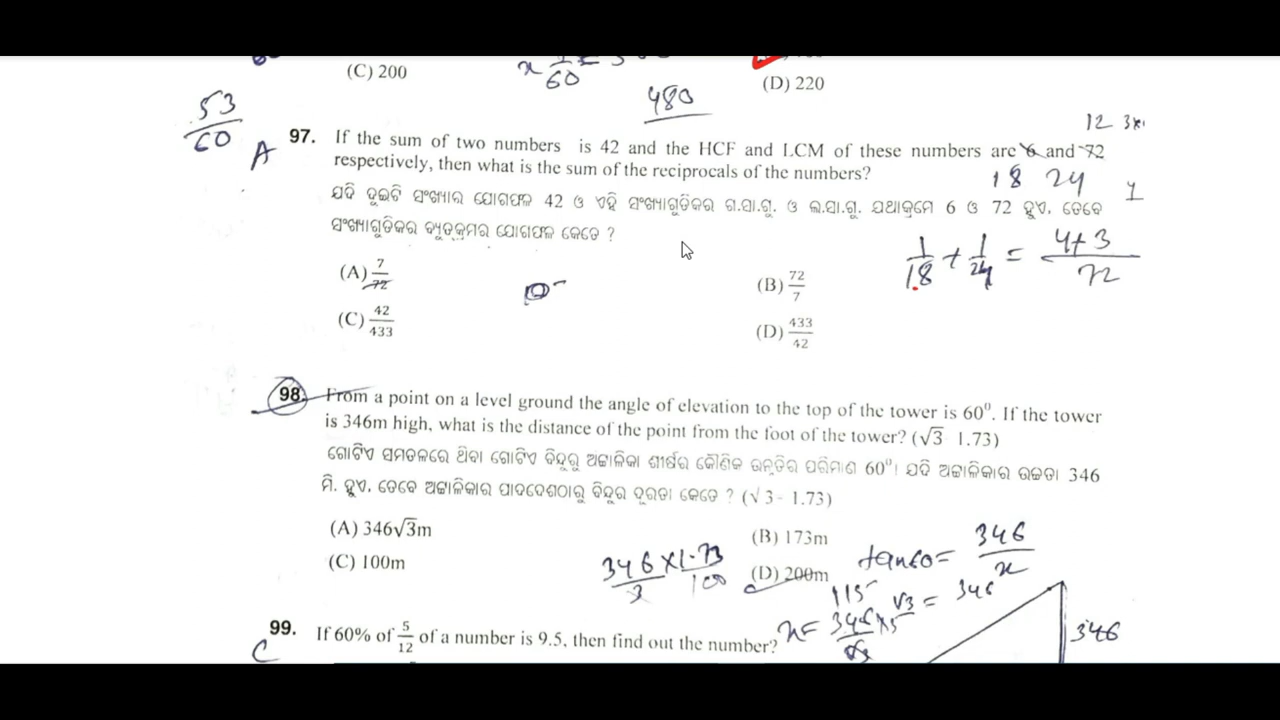 (C) 200
60
(D) 220
480
53
60
A
12
97. If the sum of two numbers is 42 and the HCF and LCM of these numbers are 6 and 72
respectively, then what is the sum of the reciprocals of the numbers?
18 24
1
ଯଦି ଦୁଇଟି ସଂଖ୍ୟାର ଯୋଗଫଳ 42 ଓ ଏହି ସଂଖ୍ୟାଗୁଡିକର ଗ.ସା.ଗୁ. ଓ ଲ.ସା.ଗୁ. ଯଥାକ୍ରମେ 6 ଓ 72 ହୁଏ, ତେବେ
ସଂଖ୍ୟାଗୁଡିକର ବ୍ୟୁତକ୍ରମର ଯୋଗଫଳ କେତେ ?
1/18 + 1/24 = 4+3/72
(A) 7/72
(B) 72/7
(C) 42/433
(D) 433/42
98. From a point on a level ground the angle of elevation to the top of the tower is 60⁰. If the tower
is 346m high, what is the distance of the point from the foot of the tower? (√3 - 1.73)
ଗୋଟିଏ ସମତଳରେ ଥିବା ଗୋଟିଏ ବିନ୍ଦୁରୁ ଅଟ୍ଟାଳିକା ଶୀର୍ଷର କୌଣିକ ଉନ୍ନତିର ପରିମାଣ 60⁰। ଯଦି ଅଟ୍ଟାଳିକାର ଉଚ୍ଚତା 346
ମି. ହୁଏ, ତେବେ ଅଟ୍ଟାଳିକାର ପାଦଦେଶଠାରୁ ବିନ୍ଦୁର ଦୂରତା କେତେ ? (√3 - 1.73)
(A) 346√3m
(B) 173m
(C) 100m
(D) 200m
346/3 × 1.73/100
tan60 = 346/x
√3 = 346
346
99. If 60% of 5/12 of a number is 9.5, then find out the number?
C